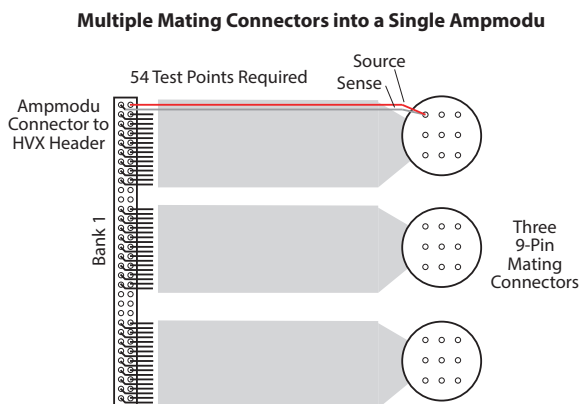 Multiple Mating Connectors into a Single Ampmodu
Source
54 Test Points Required
Sense
Ampmodu
Connector to
HVX Header
Bank 1
Three
9-Pin
Mating
Connectors